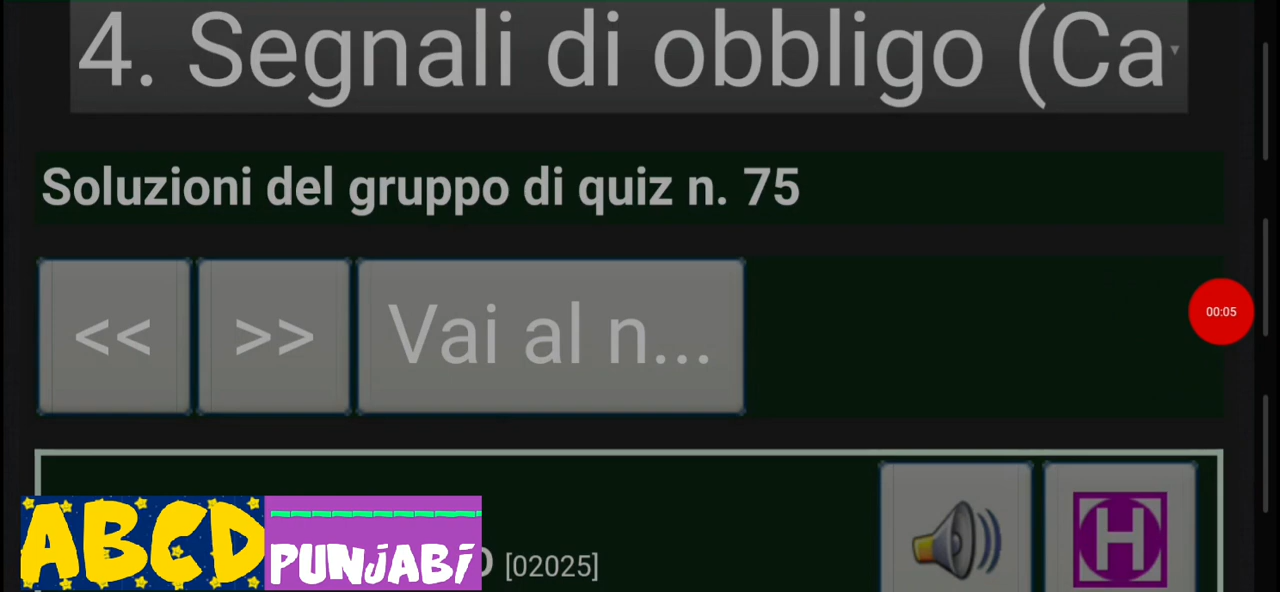 4. Segnali di obbligo (Ca
Soluzioni del gruppo di quiz n. 75
<< >> Vai al n...
00:05
ABCD PUNJABi
[02025]
H